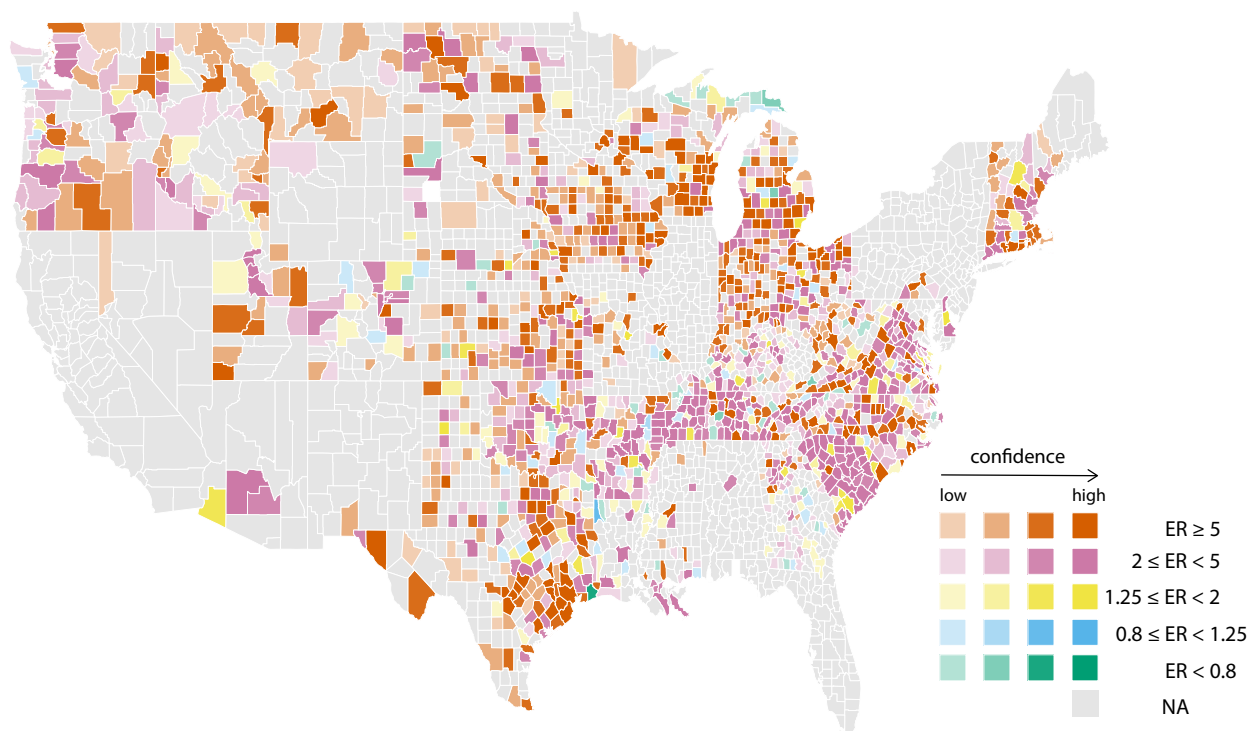 confidence
low high
ER ≥ 5
2 ≤ ER < 5
1.25 ≤ ER < 2
0.8 ≤ ER < 1.25
ER < 0.8
NA